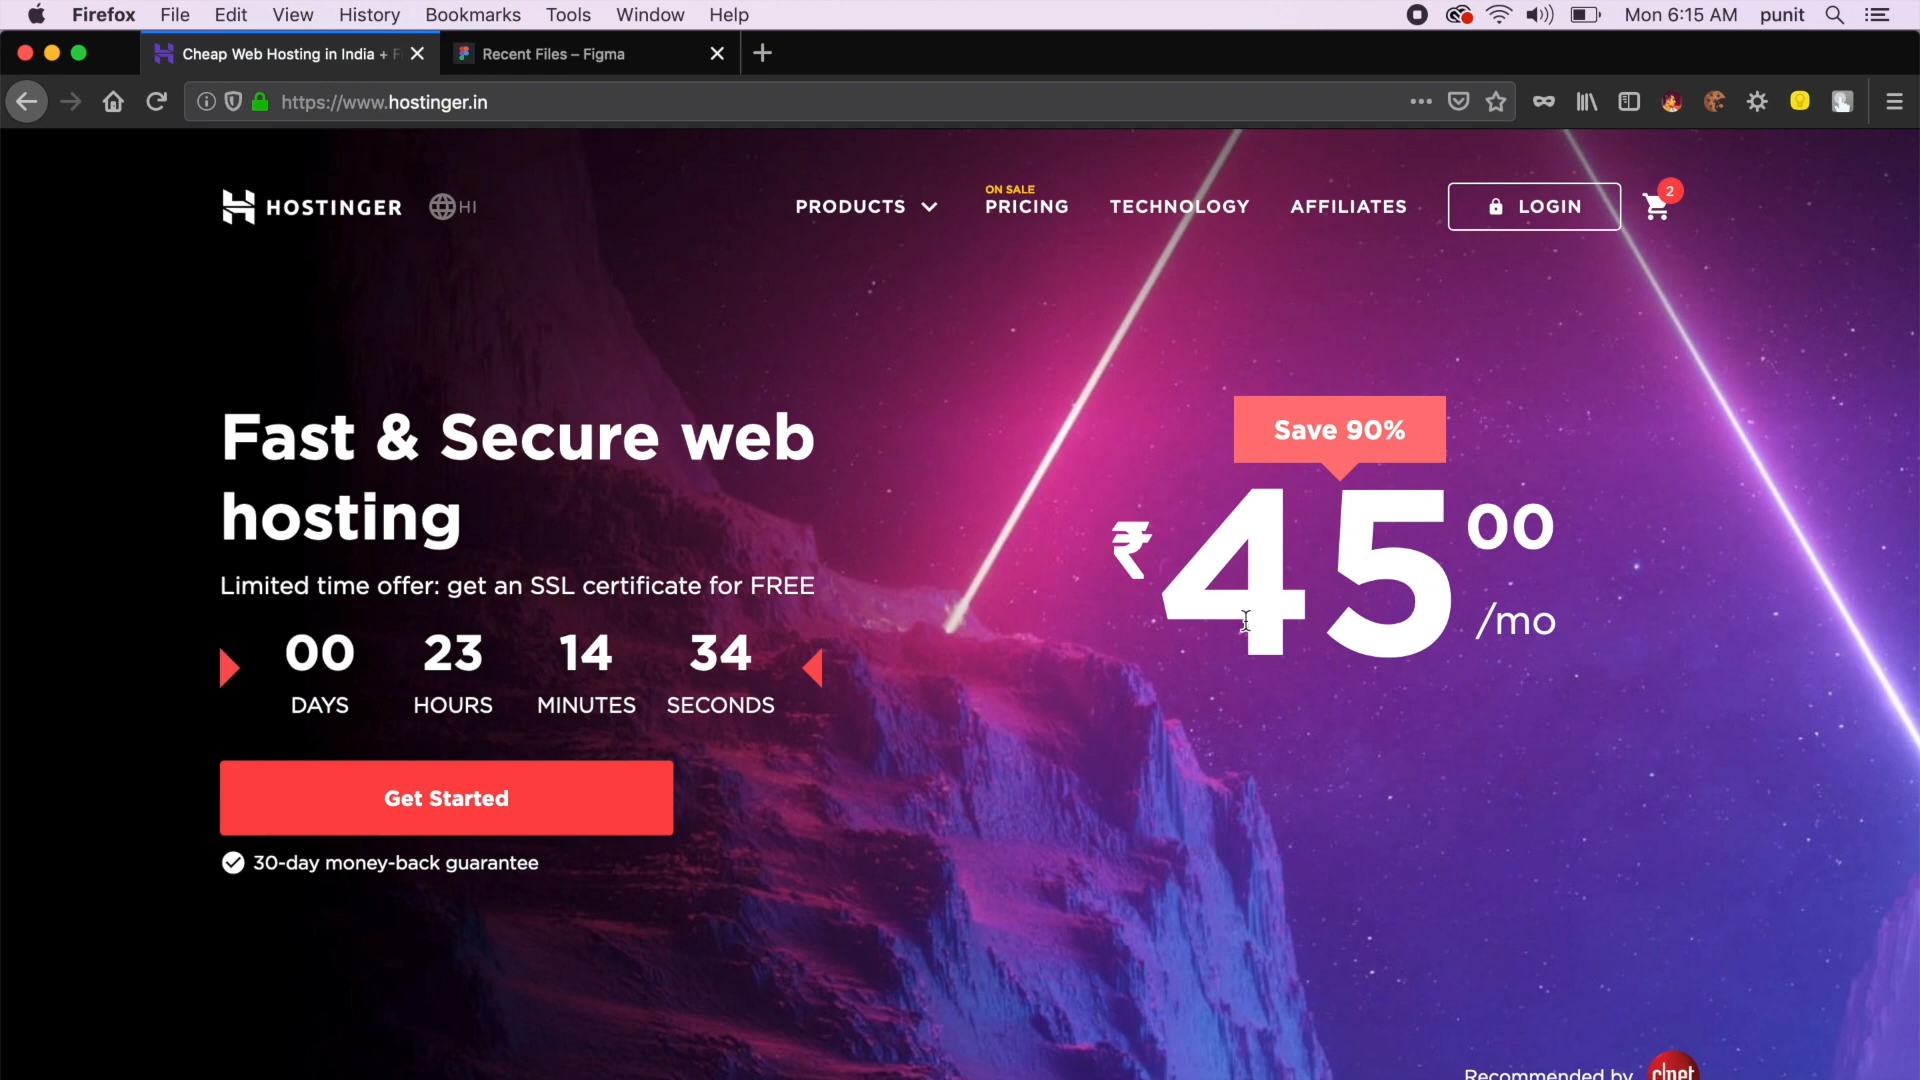 Firefox File Edit View History Bookmarks Tools Window Help Mon 6:15 AM punit
Cheap Web Hosting in India + F Recent Files – Figma
https://www.hostinger.in
HOSTINGER HI
PRODUCTS
ON SALE
PRICING
TECHNOLOGY
AFFILIATES
LOGIN
2
Fast & Secure web
hosting
Limited time offer: get an SSL certificate for FREE
00 23 14 34
DAYS HOURS MINUTES SECONDS
Get Started
30-day money-back guarantee
Save 90%
₹4500
/mo
Recommended by c|net